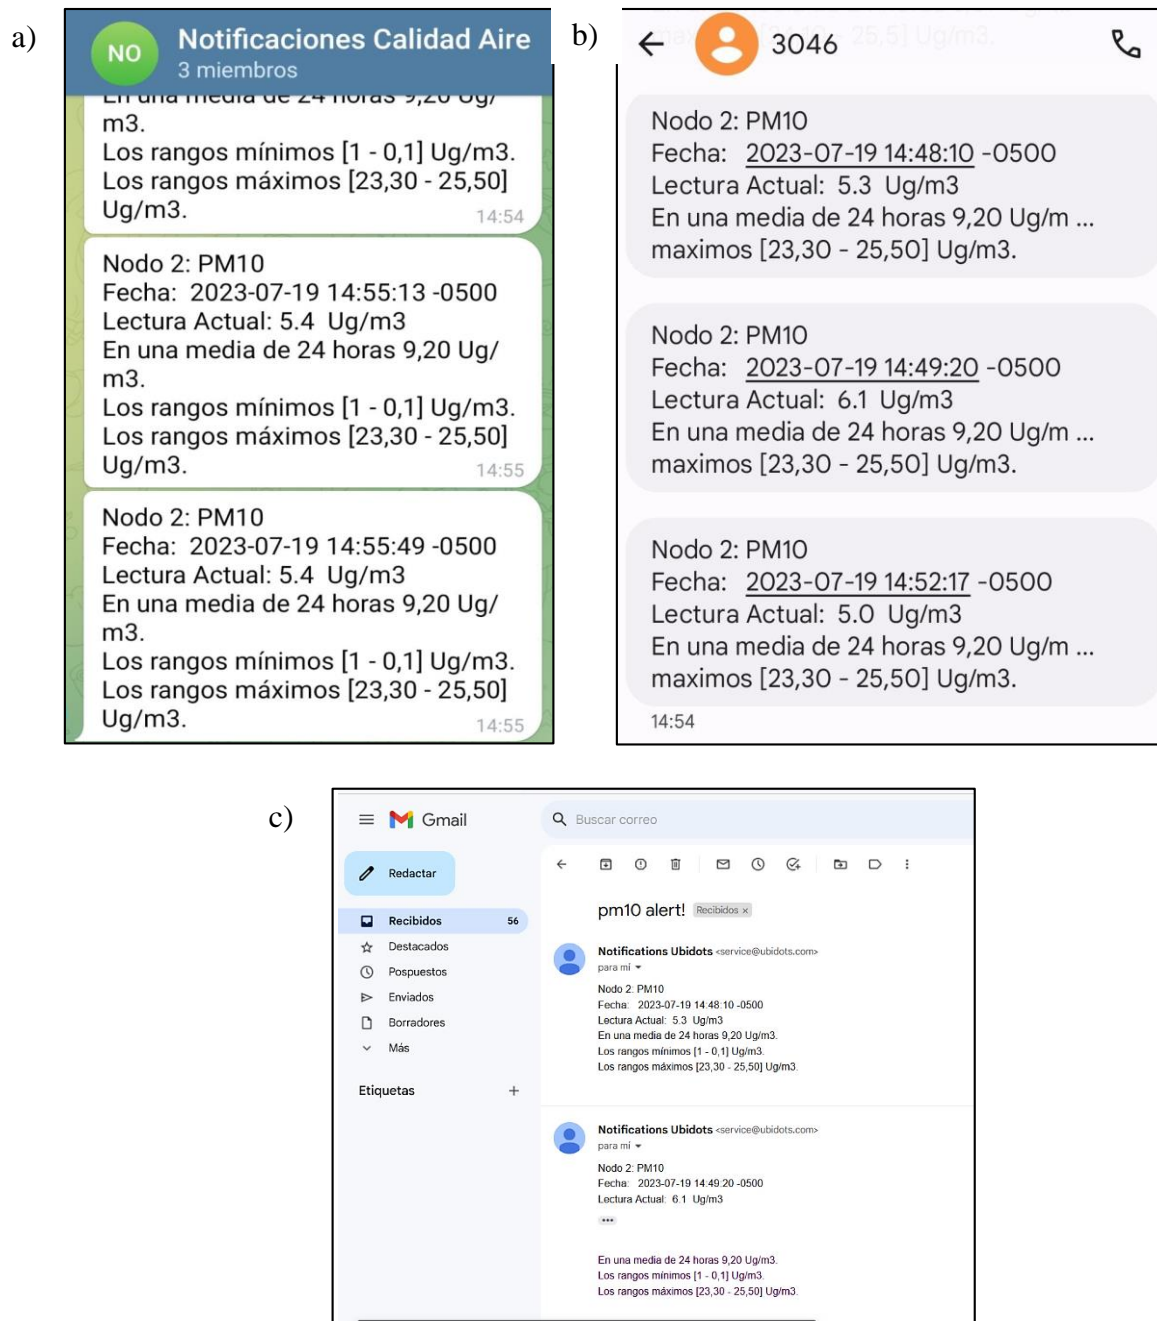 a)
NO
Notificaciones Calidad Aire
3 miembros
En una media de 24 horas 9,20 Ug/
m3.
Los rangos mínimos [1 - 0,1] Ug/m3.
Los rangos máximos [23,30 - 25,50]
Ug/m3.
14:54
Nodo 2: PM10
Fecha: 2023-07-19 14:55:13 -0500
Lectura Actual: 5.4 Ug/m3
En una media de 24 horas 9,20 Ug/
m3.
Los rangos mínimos [1 - 0,1] Ug/m3.
Los rangos máximos [23,30 - 25,50]
Ug/m3.
14:55
Nodo 2: PM10
Fecha: 2023-07-19 14:55:49 -0500
Lectura Actual: 5.4 Ug/m3
En una media de 24 horas 9,20 Ug/
m3.
Los rangos mínimos [1 - 0,1] Ug/m3.
Los rangos máximos [23,30 - 25,50]
Ug/m3.
14:55
b)
3046
Nodo 2: PM10
Fecha: 2023-07-19 14:48:10 -0500
Lectura Actual: 5.3 Ug/m3
En una media de 24 horas 9,20 Ug/m ...
maximos [23,30 - 25,50] Ug/m3.
Nodo 2: PM10
Fecha: 2023-07-19 14:49:20 -0500
Lectura Actual: 6.1 Ug/m3
En una media de 24 horas 9,20 Ug/m ...
maximos [23,30 - 25,50] Ug/m3.
Nodo 2: PM10
Fecha: 2023-07-19 14:52:17 -0500
Lectura Actual: 5.0 Ug/m3
En una media de 24 horas 9,20 Ug/m ...
maximos [23,30 - 25,50] Ug/m3.
14:54
c)
Gmail
Buscar correo
Redactar
Recibidos 56
Destacados
Pospuestos
Enviados
Borradores
Más
Etiquetas +
pm10 alert! Recibidos x
Notifications Ubidots <service@ubidots.com>
para mí
Nodo 2: PM10
Fecha: 2023-07-19 14:48:10 -0500
Lectura Actual: 5.3 Ug/m3
En una media de 24 horas 9,20 Ug/m3.
Los rangos mínimos [1 - 0,1] Ug/m3.
Los rangos máximos [23,30 - 25,50] Ug/m3.
Notifications Ubidots <service@ubidots.com>
para mí
Nodo 2: PM10
Fecha: 2023-07-19 14:49:20 -0500
Lectura Actual: 6.1 Ug/m3
•••
En una media de 24 horas 9,20 Ug/m3.
Los rangos mínimos [1 - 0,1] Ug/m3.
Los rangos máximos [23,30 - 25,50] Ug/m3.